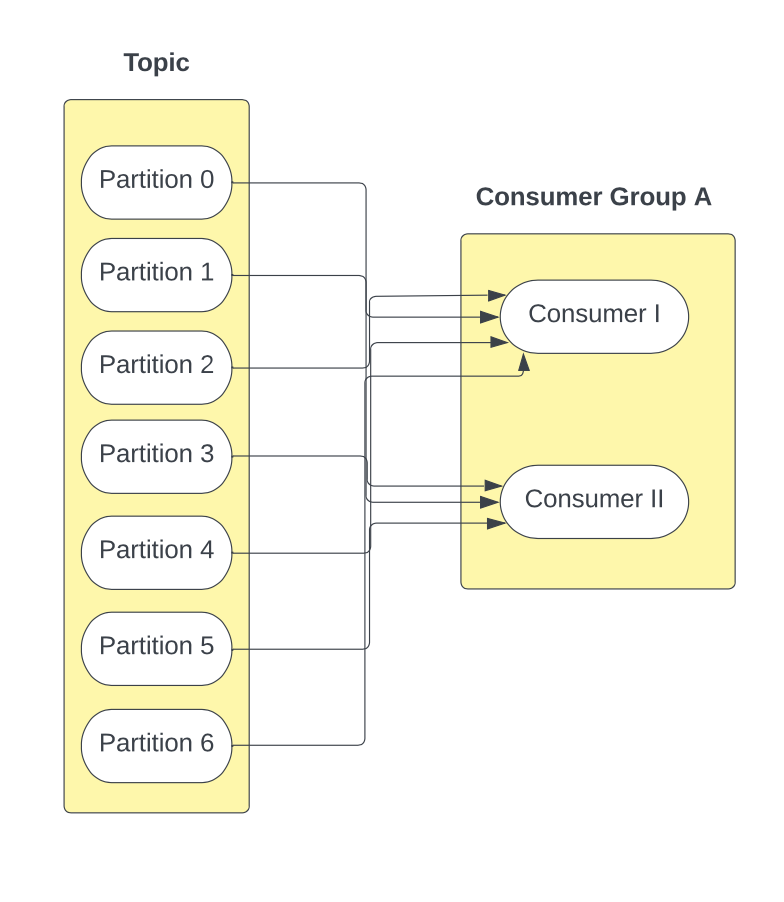 Topic
Partition 0
Partition 1
Partition 2
Partition 3
Partition 4
Partition 5
Partition 6
Consumer Group A
Consumer I
Consumer II